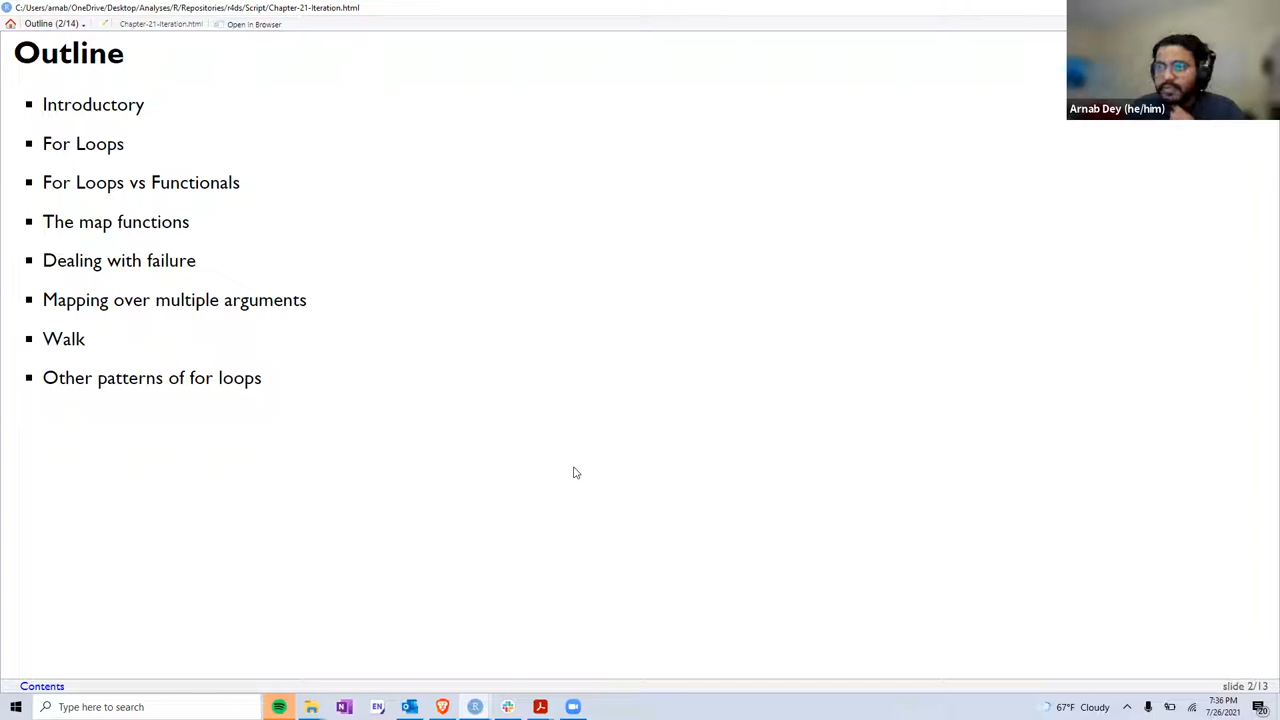 C:/Users/arnab/OneDrive/Desktop/Analyses/R/Repositories/r4ds/Script/Chapter-21-Iteration.html
Outline (2/14) Chapter-21-Iteration.html Open in Browser
Outline
Introductory
For Loops
For Loops vs Functionals
The map functions
Dealing with failure
Mapping over multiple arguments
Walk
Other patterns of for loops
Arnab Dey (he/him)
Contents
slide 2/13
Type here to search
EN
67°F Cloudy
7:36 PM
7/26/2021
20